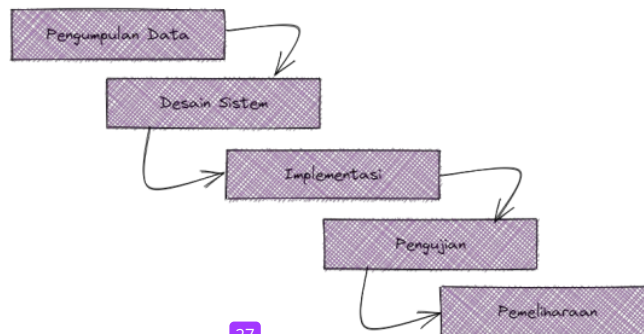 Pengumpulan Data
Desain Sistem
Implementasi
Pengujian
Pemeliharaan
27